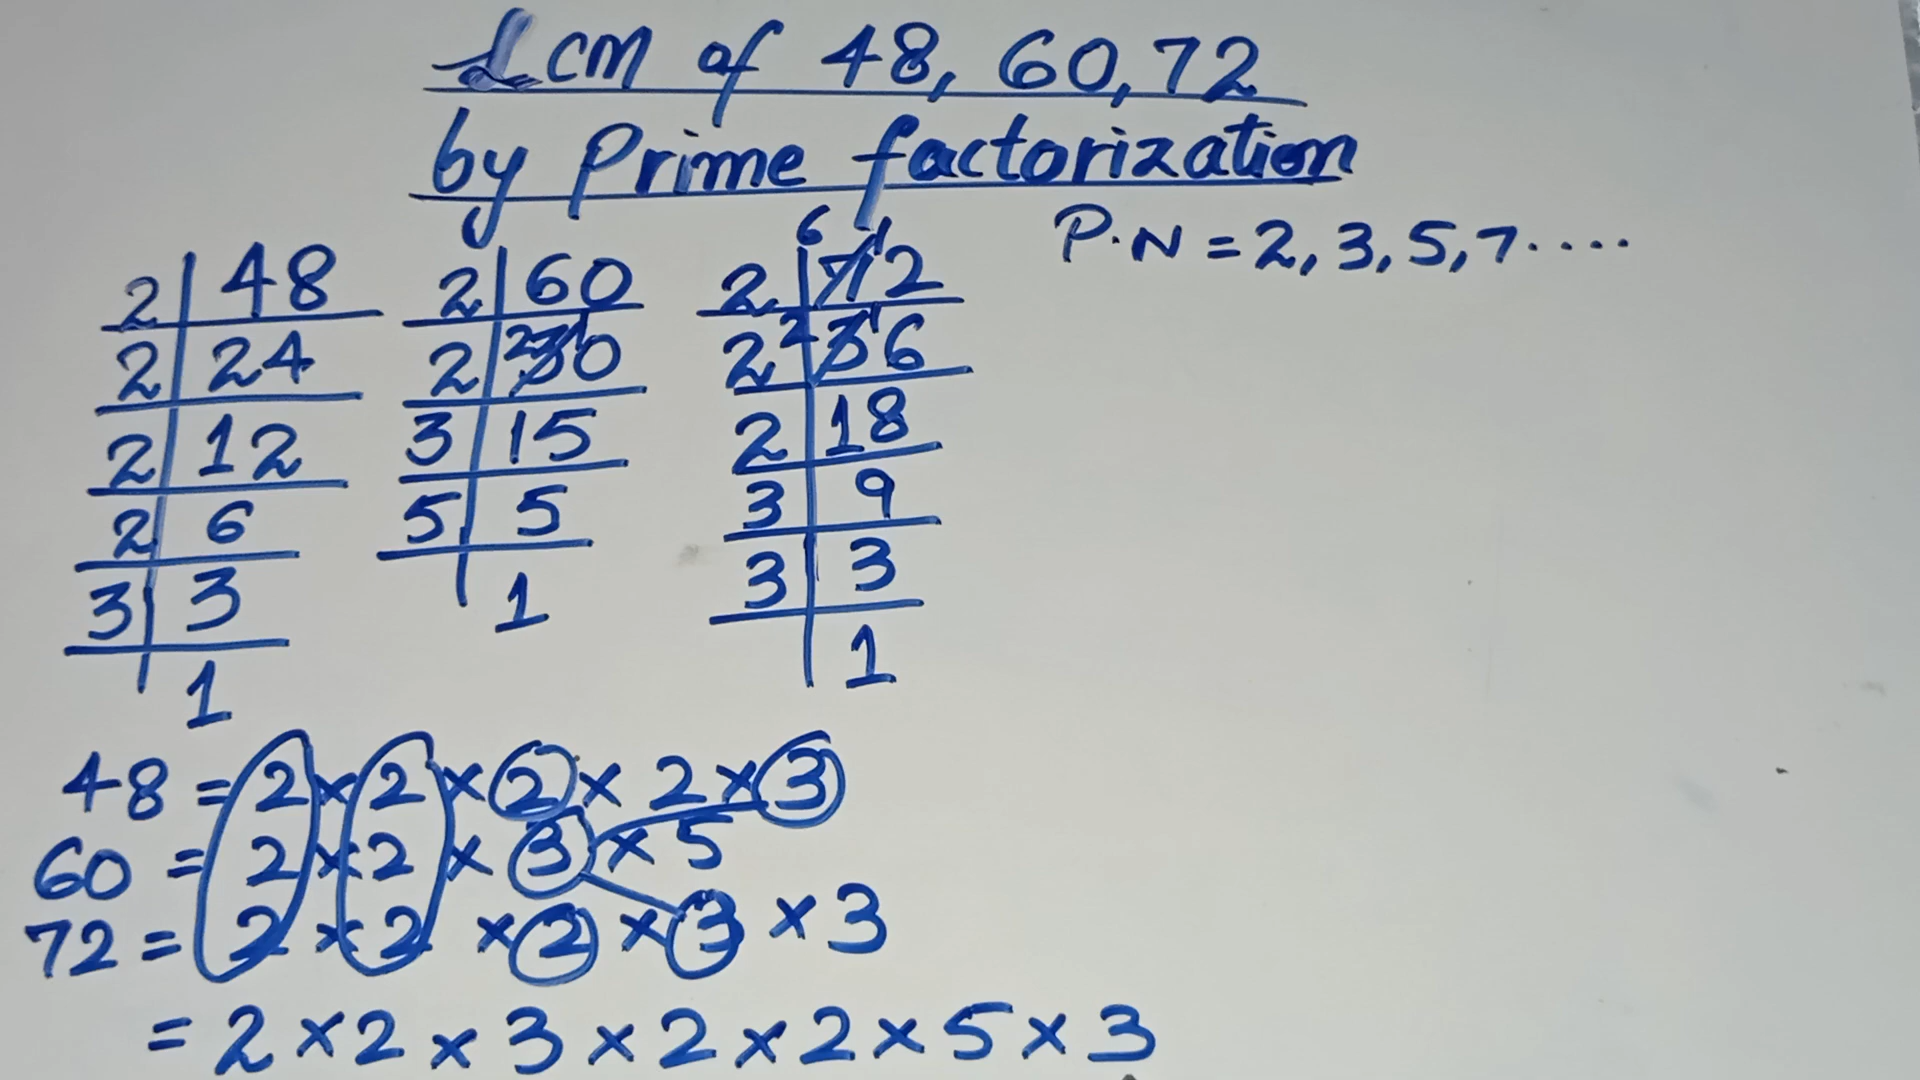 LCM of 48, 60, 72
by Prime factorization
P.N = 2, 3, 5, 7....
2 48
2 24
2 12
2 6
3 3
1
2 60
2 30
3 15
5 5
1
2 72
2 36
2 18
3 9
3 3
1
48 = 2 × 2 × 2 × 2 × 3
60 = 2 × 2 × 3 × 5
72 = 2 × 2 × 2 × 3 × 3
= 2 × 2 × 3 × 2 × 2 × 5 × 3